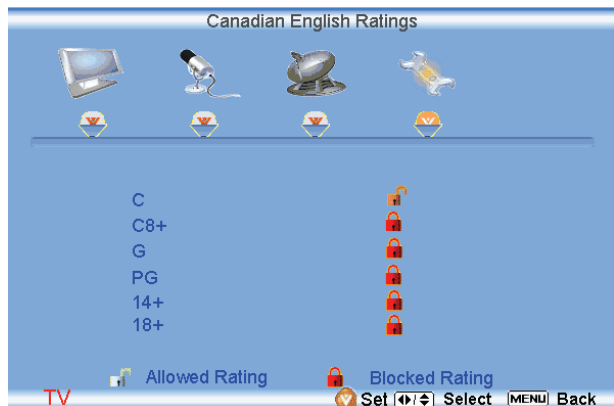 Canadian English Ratings
C
C8+
G
PG
14+
18+
Allowed Rating Blocked Rating
TV Set Select MENU Back